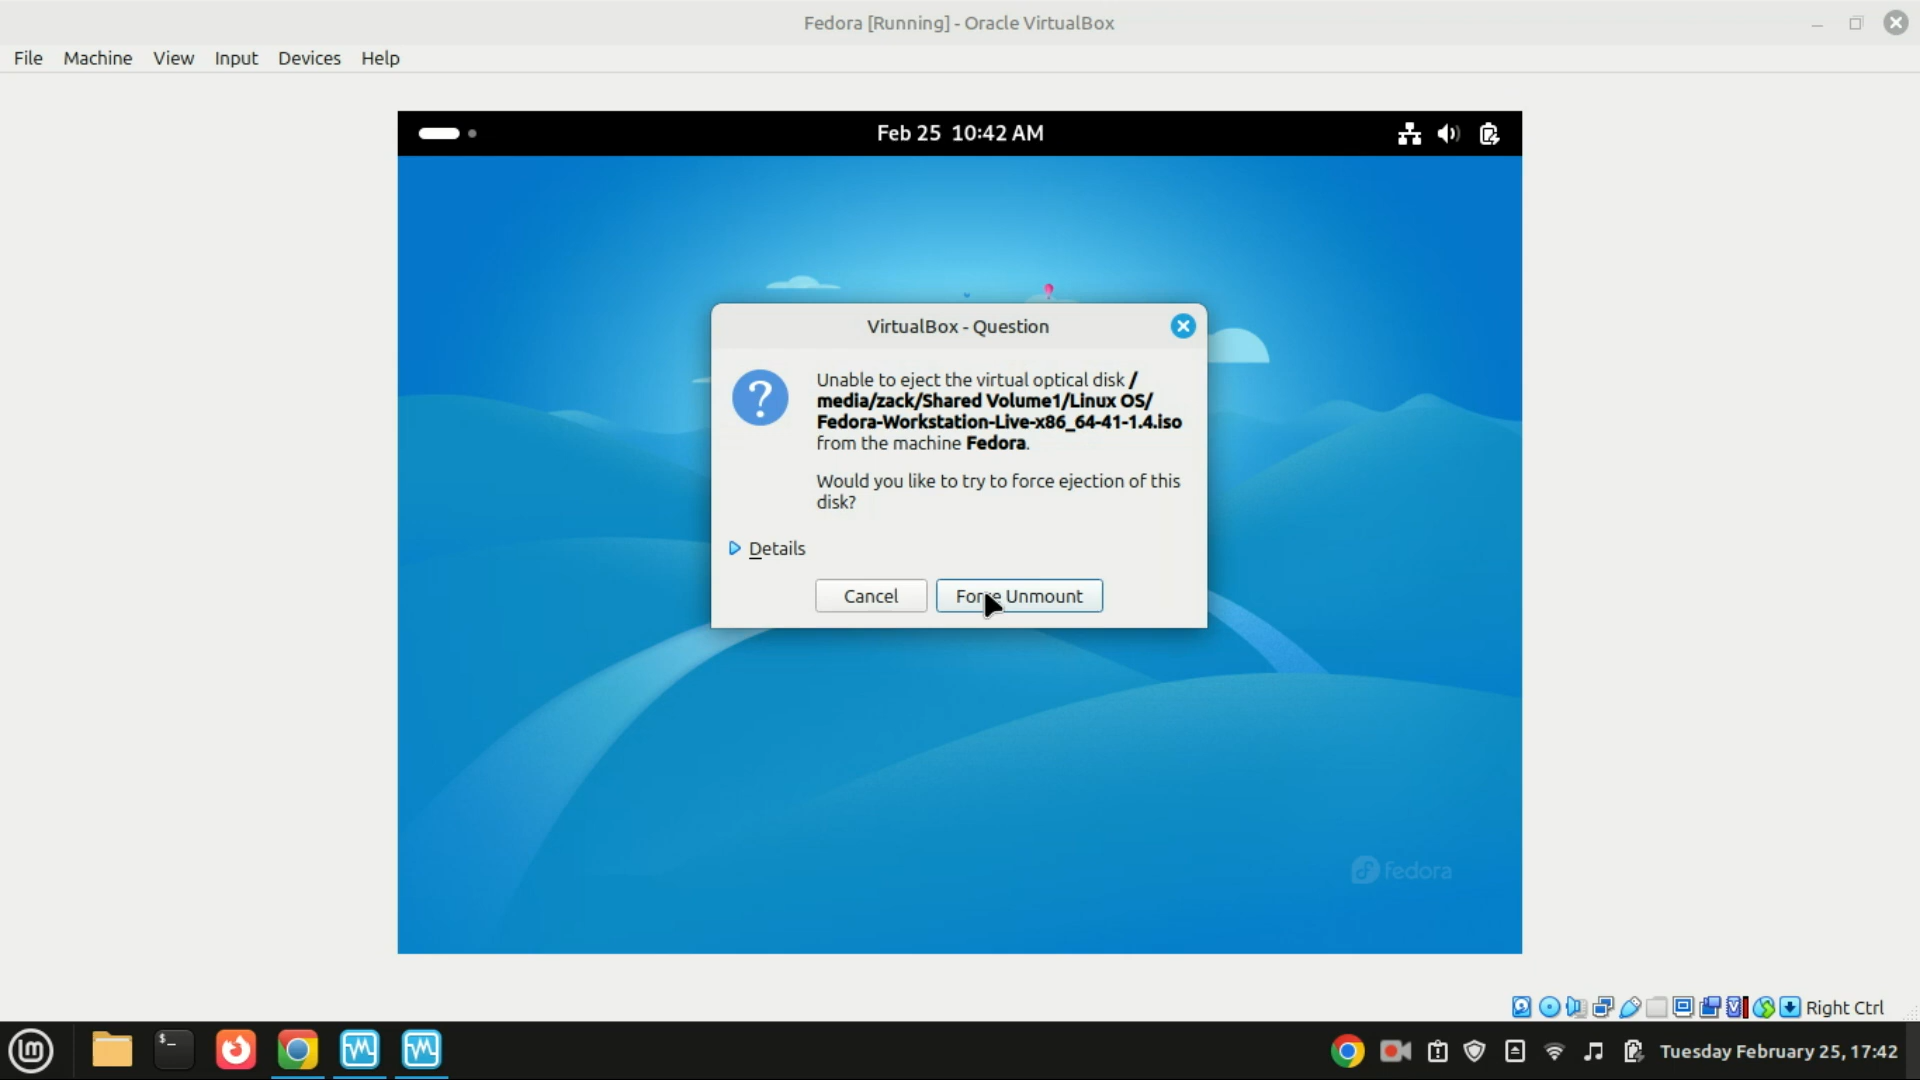 Fedora [Running] - Oracle VirtualBox
File Machine View Input Devices Help
Feb 25 10:42 AM
VirtualBox - Question
Unable to eject the virtual optical disk /
media/zack/Shared Volume1/Linux OS/
Fedora-Workstation-Live-x86_64-41-1.4.iso
from the machine Fedora.
Would you like to try to force ejection of this
disk?
Details
Cancel
Force Unmount
fedora
Right Ctrl
Tuesday February 25, 17:42